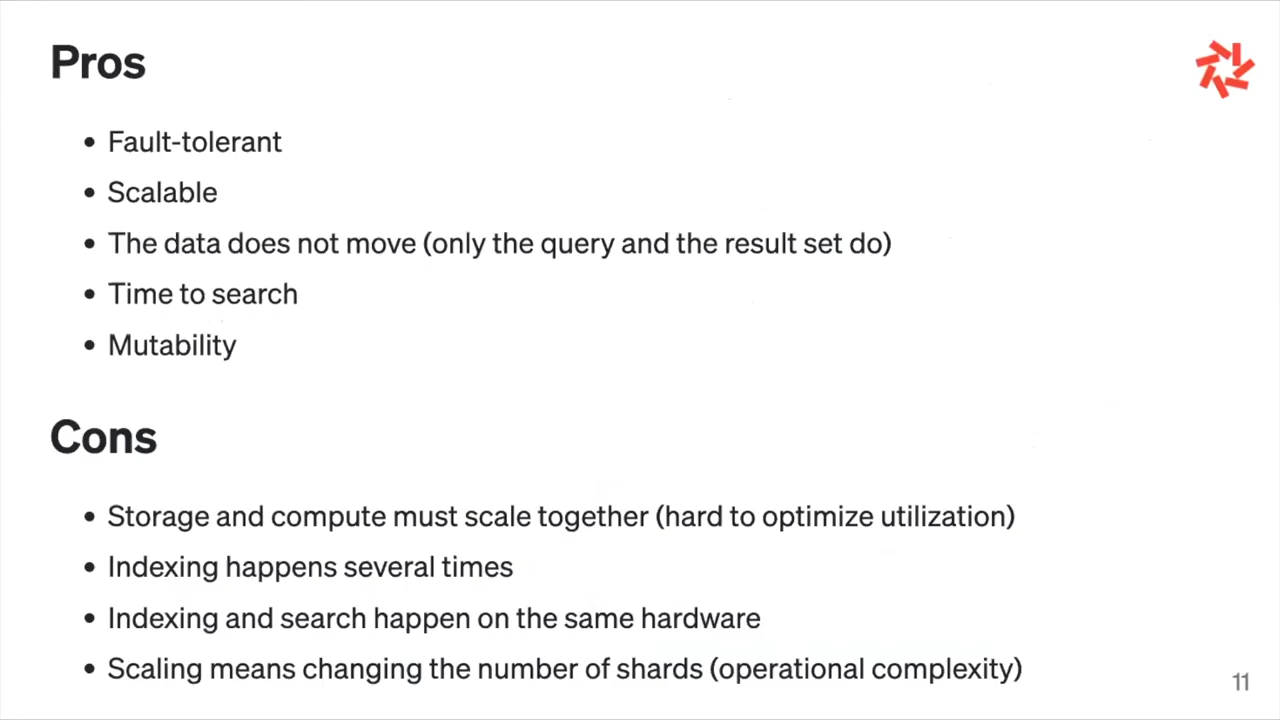 Pros
• Fault-tolerant
• Scalable
• The data does not move (only the query and the result set do)
• Time to search
• Mutability
Cons
• Storage and compute must scale together (hard to optimize utilization)
• Indexing happens several times
• Indexing and search happen on the same hardware
• Scaling means changing the number of shards (operational complexity)
11